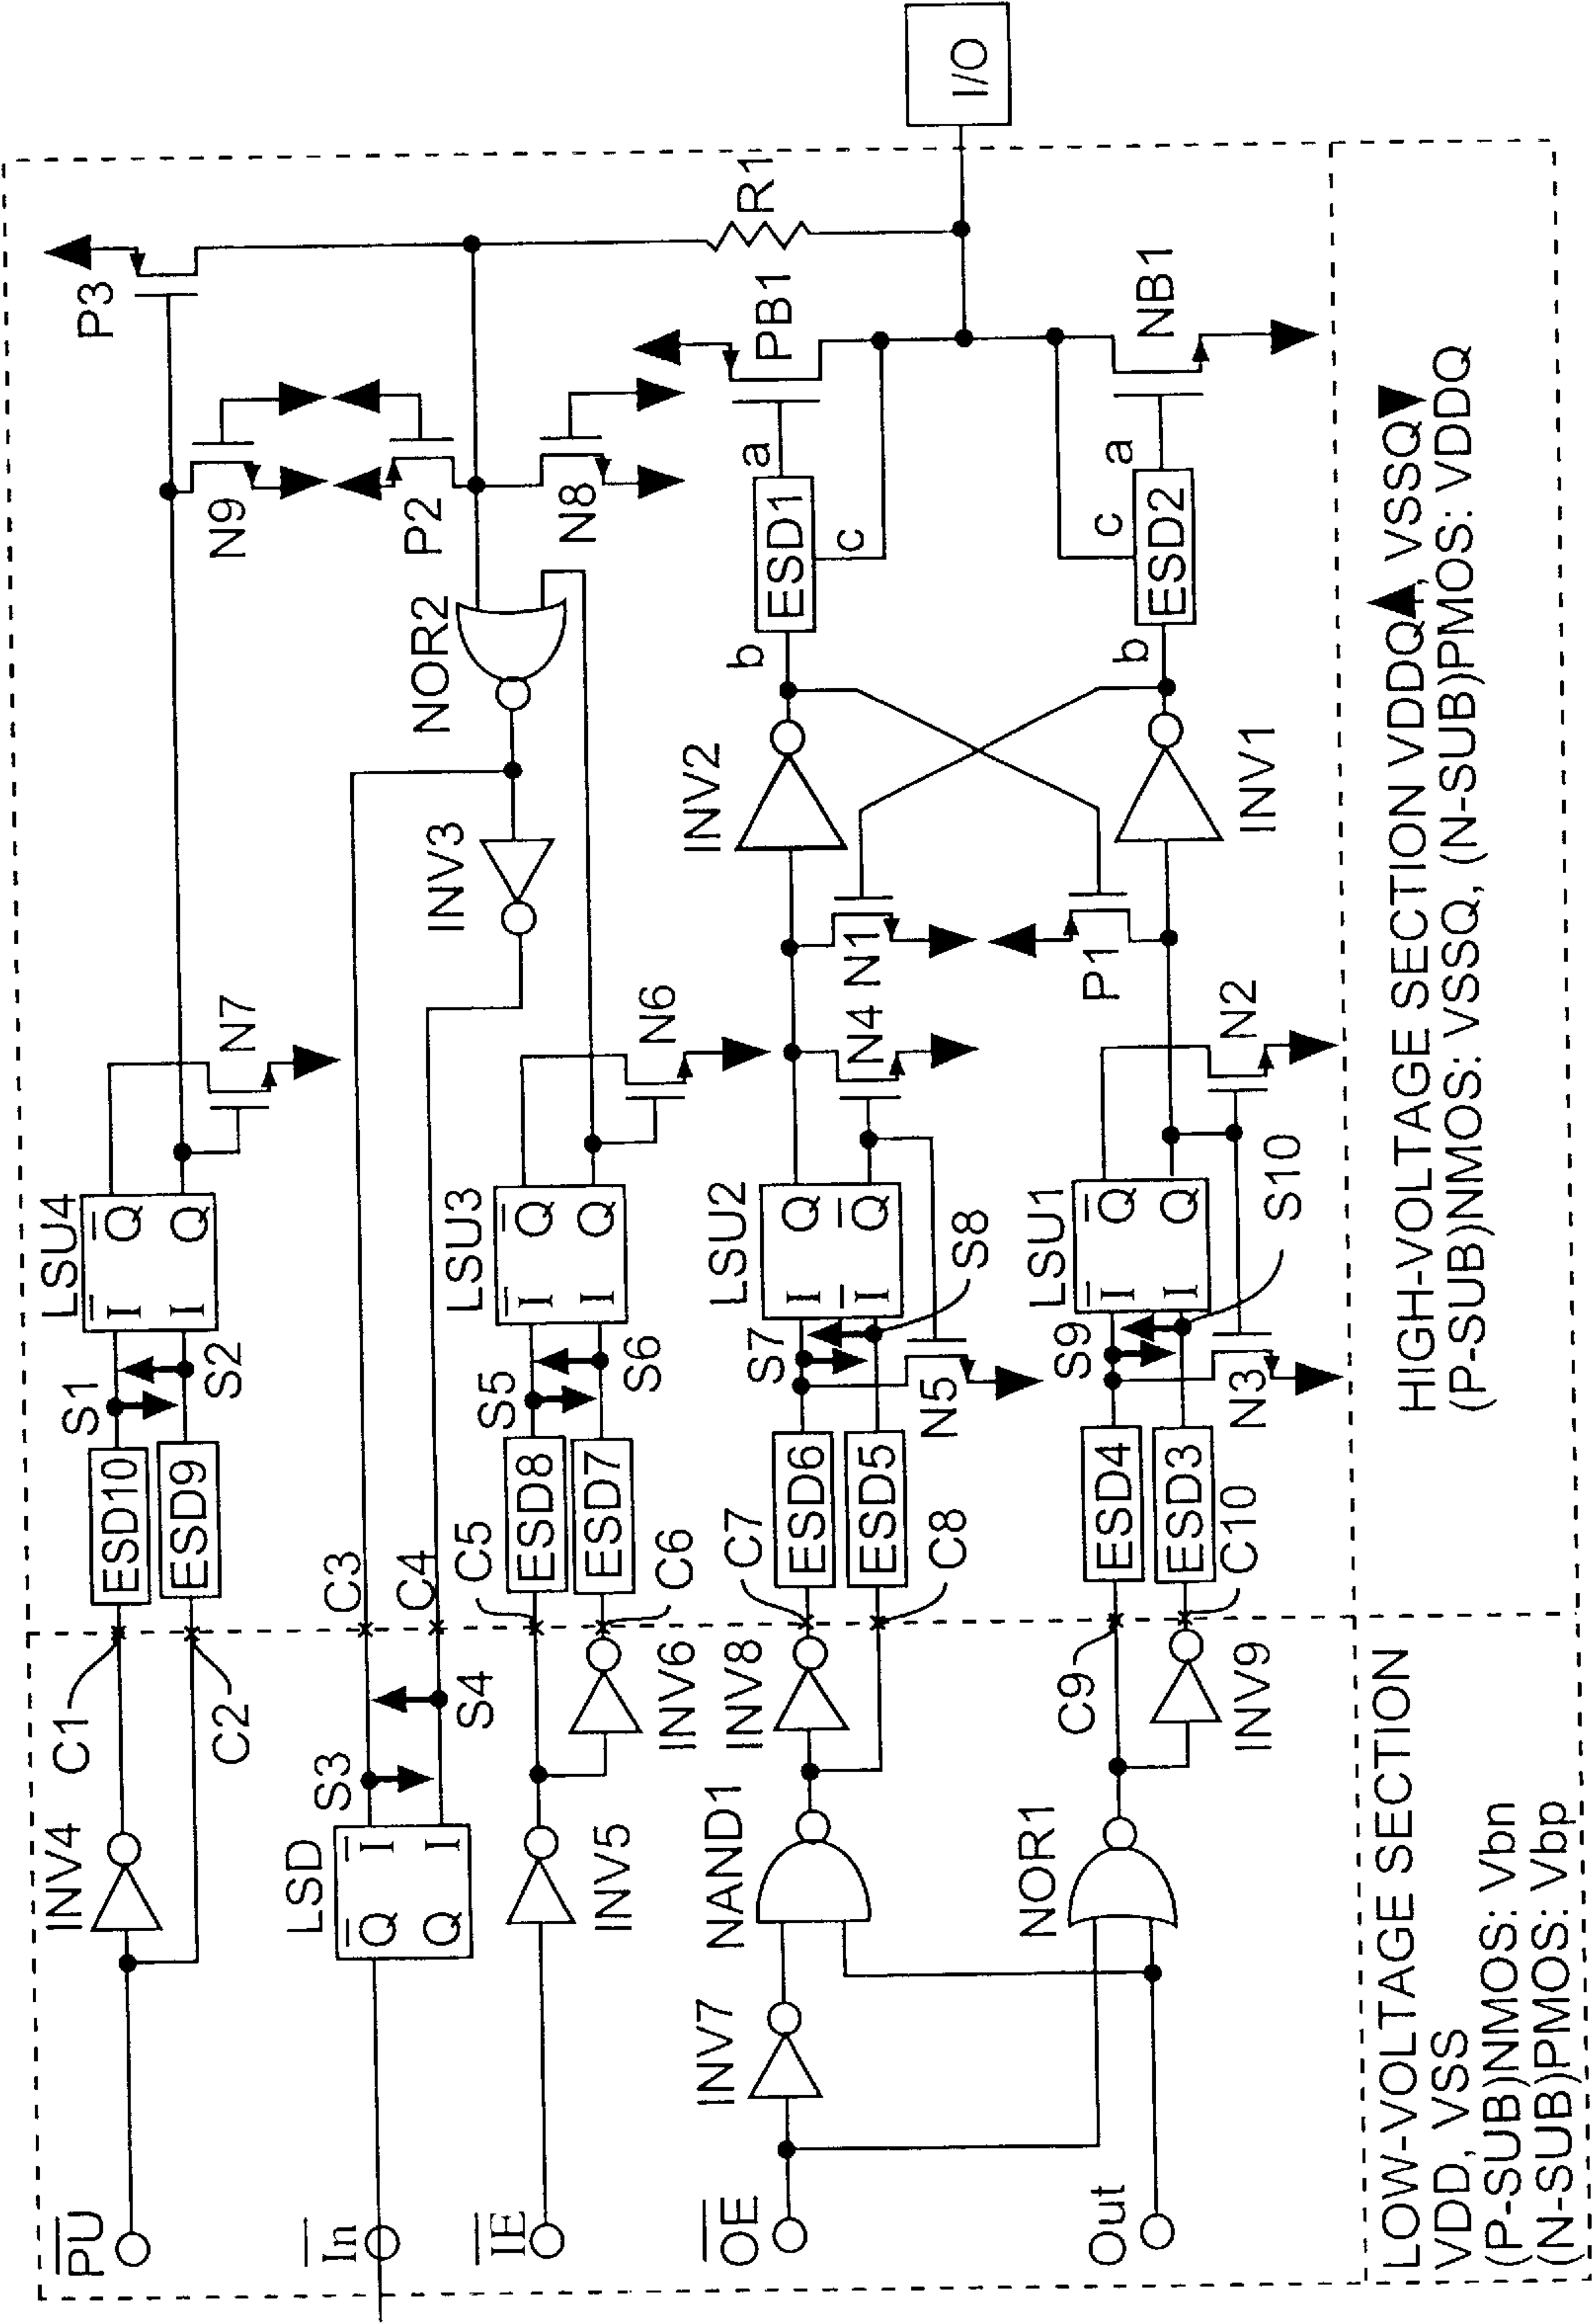 PU
INV4
C1
C2
ESD10
ESD9
S1
S2
LSU4
I
Q
I
Q
N7
N9
P3
In
LSD
Q
I
Q
I
S3
S4
C3
C4
INV3
NOR2
P2
N8
R1
I/O
IE
INV5
INV6
C5
C6
ESD8
ESD7
S5
S6
LSU3
I
Q
I
Q
N6
OE
INV7
NAND1
INV8
C7
C8
ESD6
ESD5
S7
S8
N5
LSU2
I
Q
I
Q
N4
N1
INV2
b
ESD1
a
c
PB1
Out
NOR1
INV9
C9
C10
ESD4
ESD3
S9
S10
N3
LSU1
I
Q
I
Q
N2
P1
INV1
b
ESD2
a
c
NB1
LOW-VOLTAGE SECTION
VDD, VSS
(P-SUB)NMOS: Vbn
(N-SUB)PMOS: Vbp
HIGH-VOLTAGE SECTION VDDQ, VSSQ
(P-SUB)NMOS: VSSQ, (N-SUB)PMOS: VDDQ